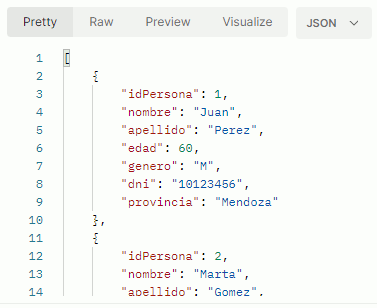 Pretty Raw Preview Visualize JSON
1 [
2 {
3 "idPersona": 1,
4 "nombre": "Juan",
5 "apellido": "Perez",
6 "edad": 60,
7 "genero": "M",
8 "dni": "10123456",
9 "provincia": "Mendoza"
10 },
11 {
12 "idPersona": 2,
13 "nombre": "Marta",
14 "apellido": "Gomez",